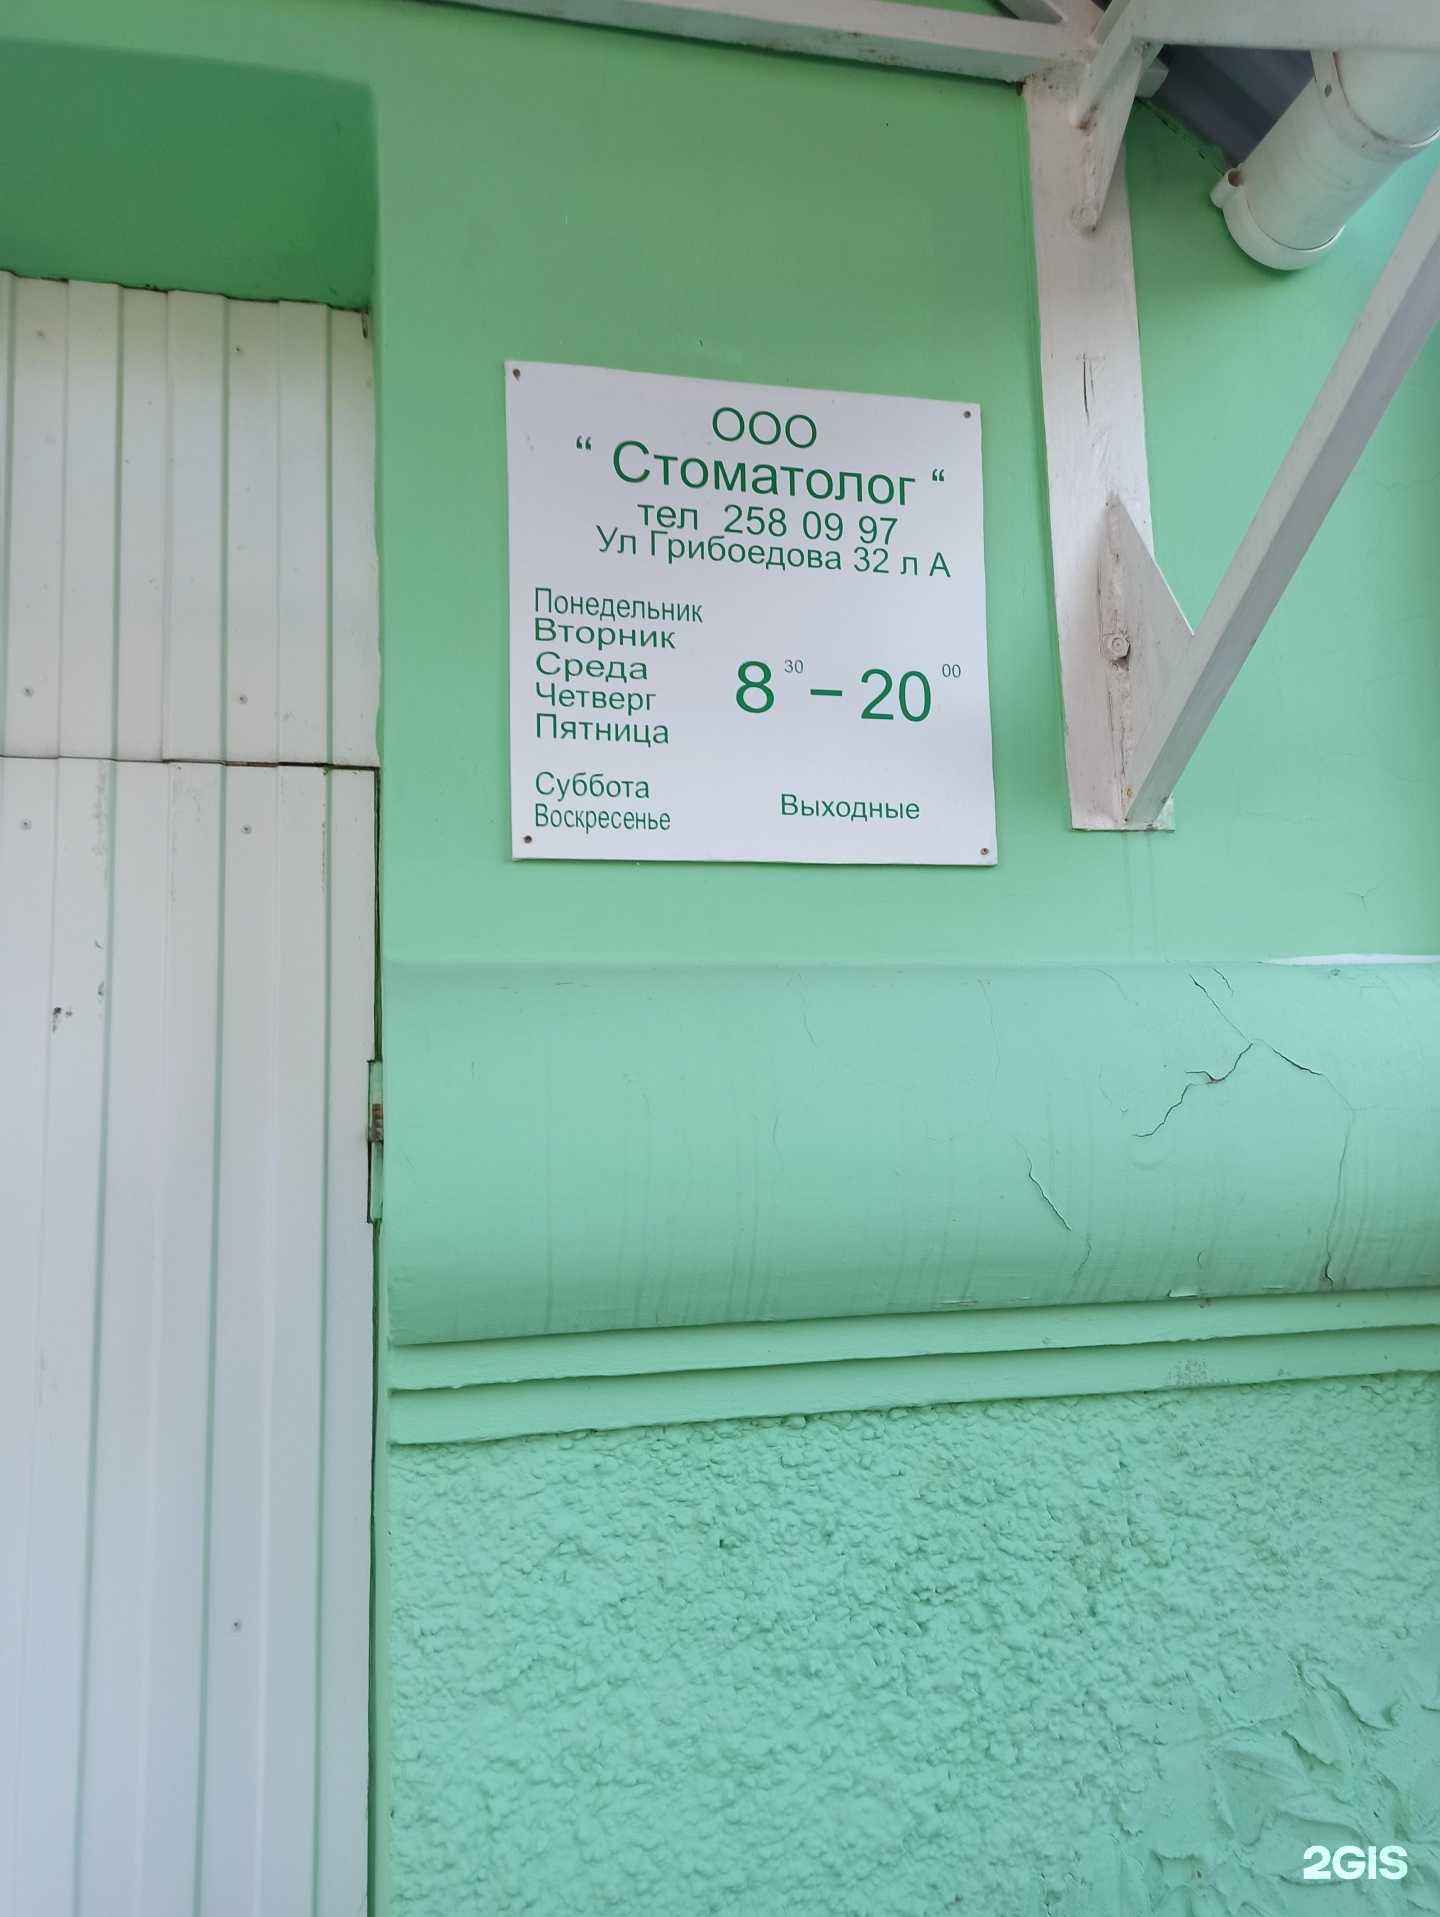 ООО
“ Стоматолог “
тел 258 09 97
Ул Грибоедова 32 л А
Понедельник
Вторник
Среда
Четверг
Пятница
8 30 – 20 00
Суббота
Воскресенье
Выходные
2GIS